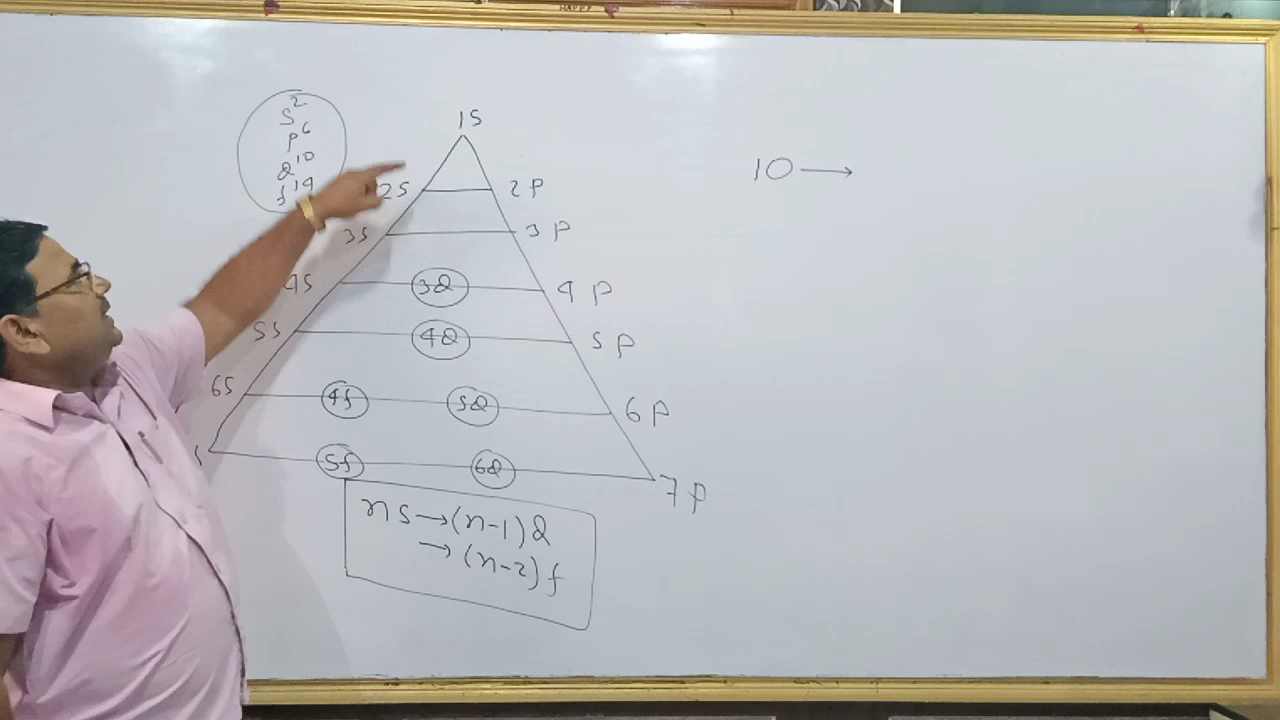 HAPPY
s²
p⁶
d¹⁰
f¹⁴
1S
2S 2P
3S 3P
4S 3d 4P
5S 4d 5P
6S 4f 5d 6P
5f 6d 7P
ns→(n-1)d
→(n-2)f
10→